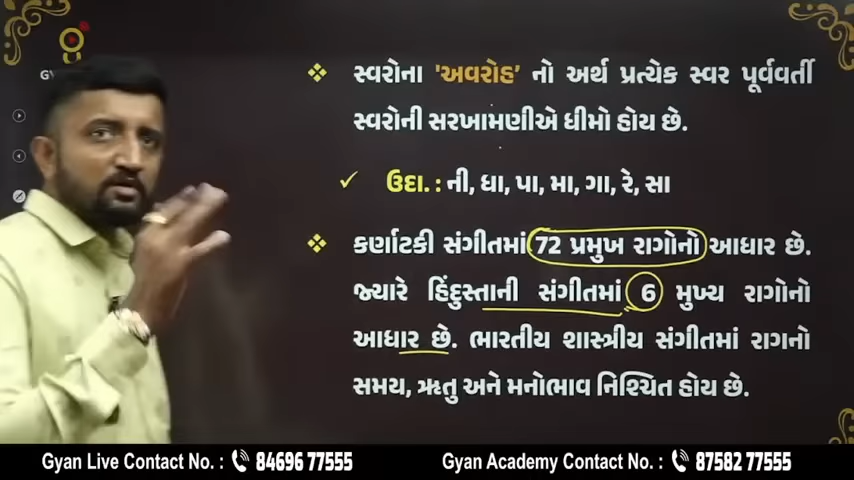 GY
❖ સ્વરોના 'અવરોહ' નો અર્થ પ્રત્યેક સ્વર પૂર્વવર્તી
સ્વરોની સરખામણીએ ધીમો હોય છે.
✓ ઉદા. : ની, ધા, પા, મા, ગા, રે, સા
❖ કર્ણાટકી સંગીતમાં 72 પ્રમુખ રાગોનો આધાર છે.
જ્યારે હિંદુસ્તાની સંગીતમાં 6 મુખ્ય રાગોનો
આધાર છે. ભારતીય શાસ્ત્રીય સંગીતમાં રાગનો
સમય, ઋતુ અને મનોભાવ નિશ્ચિત હોય છે.
Gyan Live Contact No. : 84696 77555
Gyan Academy Contact No. : 87582 77555